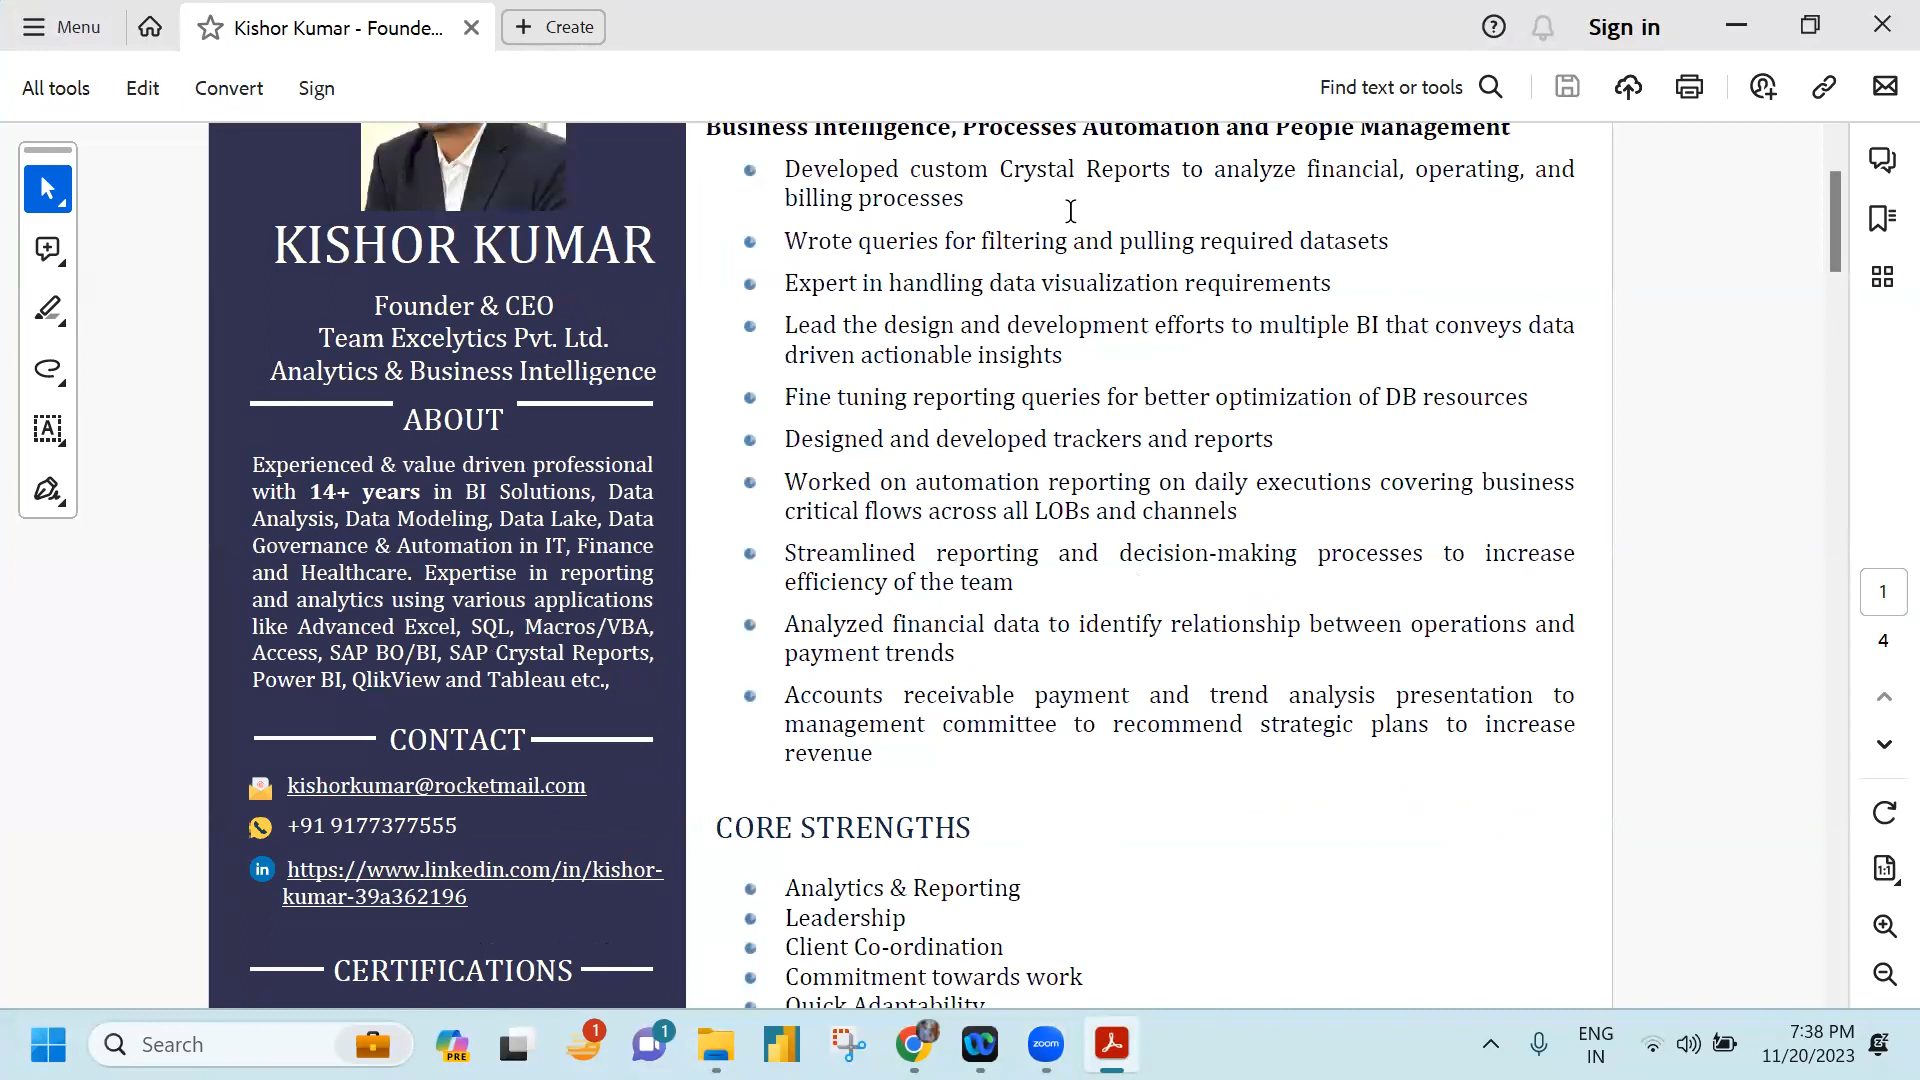 Menu
Kishor Kumar - Founde...
Create
Sign in
All tools
Edit
Convert
Sign
Find text or tools
KISHOR KUMAR
Founder & CEO
Team Excelytics Pvt. Ltd.
Analytics & Business Intelligence
ABOUT
Experienced & value driven professional
with 14+ years in BI Solutions, Data
Analysis, Data Modeling, Data Lake, Data
Governance & Automation in IT, Finance
and Healthcare. Expertise in reporting
and analytics using various applications
like Advanced Excel, SQL, Macros/VBA,
Access, SAP BO/BI, SAP Crystal Reports,
Power BI, QlikView and Tableau etc.,
CONTACT
kishorkumar@rocketmail.com
+91 9177377555
https://www.linkedin.com/in/kishor-
kumar-39a362196
CERTIFICATIONS
Business Intelligence, Processes Automation and People Management
Developed custom Crystal Reports to analyze financial, operating, and
billing processes
Wrote queries for filtering and pulling required datasets
Expert in handling data visualization requirements
Lead the design and development efforts to multiple BI that conveys data
driven actionable insights
Fine tuning reporting queries for better optimization of DB resources
Designed and developed trackers and reports
Worked on automation reporting on daily executions covering business
critical flows across all LOBs and channels
Streamlined reporting and decision-making processes to increase
efficiency of the team
Analyzed financial data to identify relationship between operations and
payment trends
Accounts receivable payment and trend analysis presentation to
management committee to recommend strategic plans to increase
revenue
CORE STRENGTHS
Analytics & Reporting
Leadership
Client Co-ordination
Commitment towards work
Quick Adaptability
1
4
Search
PRE
1
1
zoom
ENG
IN
7:38 PM
11/20/2023